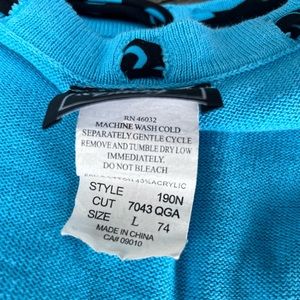 RN 46032
MACHINE WASH COLD
SEPARATELY, GENTLE CYCLE
REMOVE AND TUMBLE DRY LOW
IMMEDIATELY.
DO NOT BLEACH
ACRYLIC
STYLE 190N
CUT 7043 QGA
SIZE L 74
MADE IN CHINA
CA# 09010